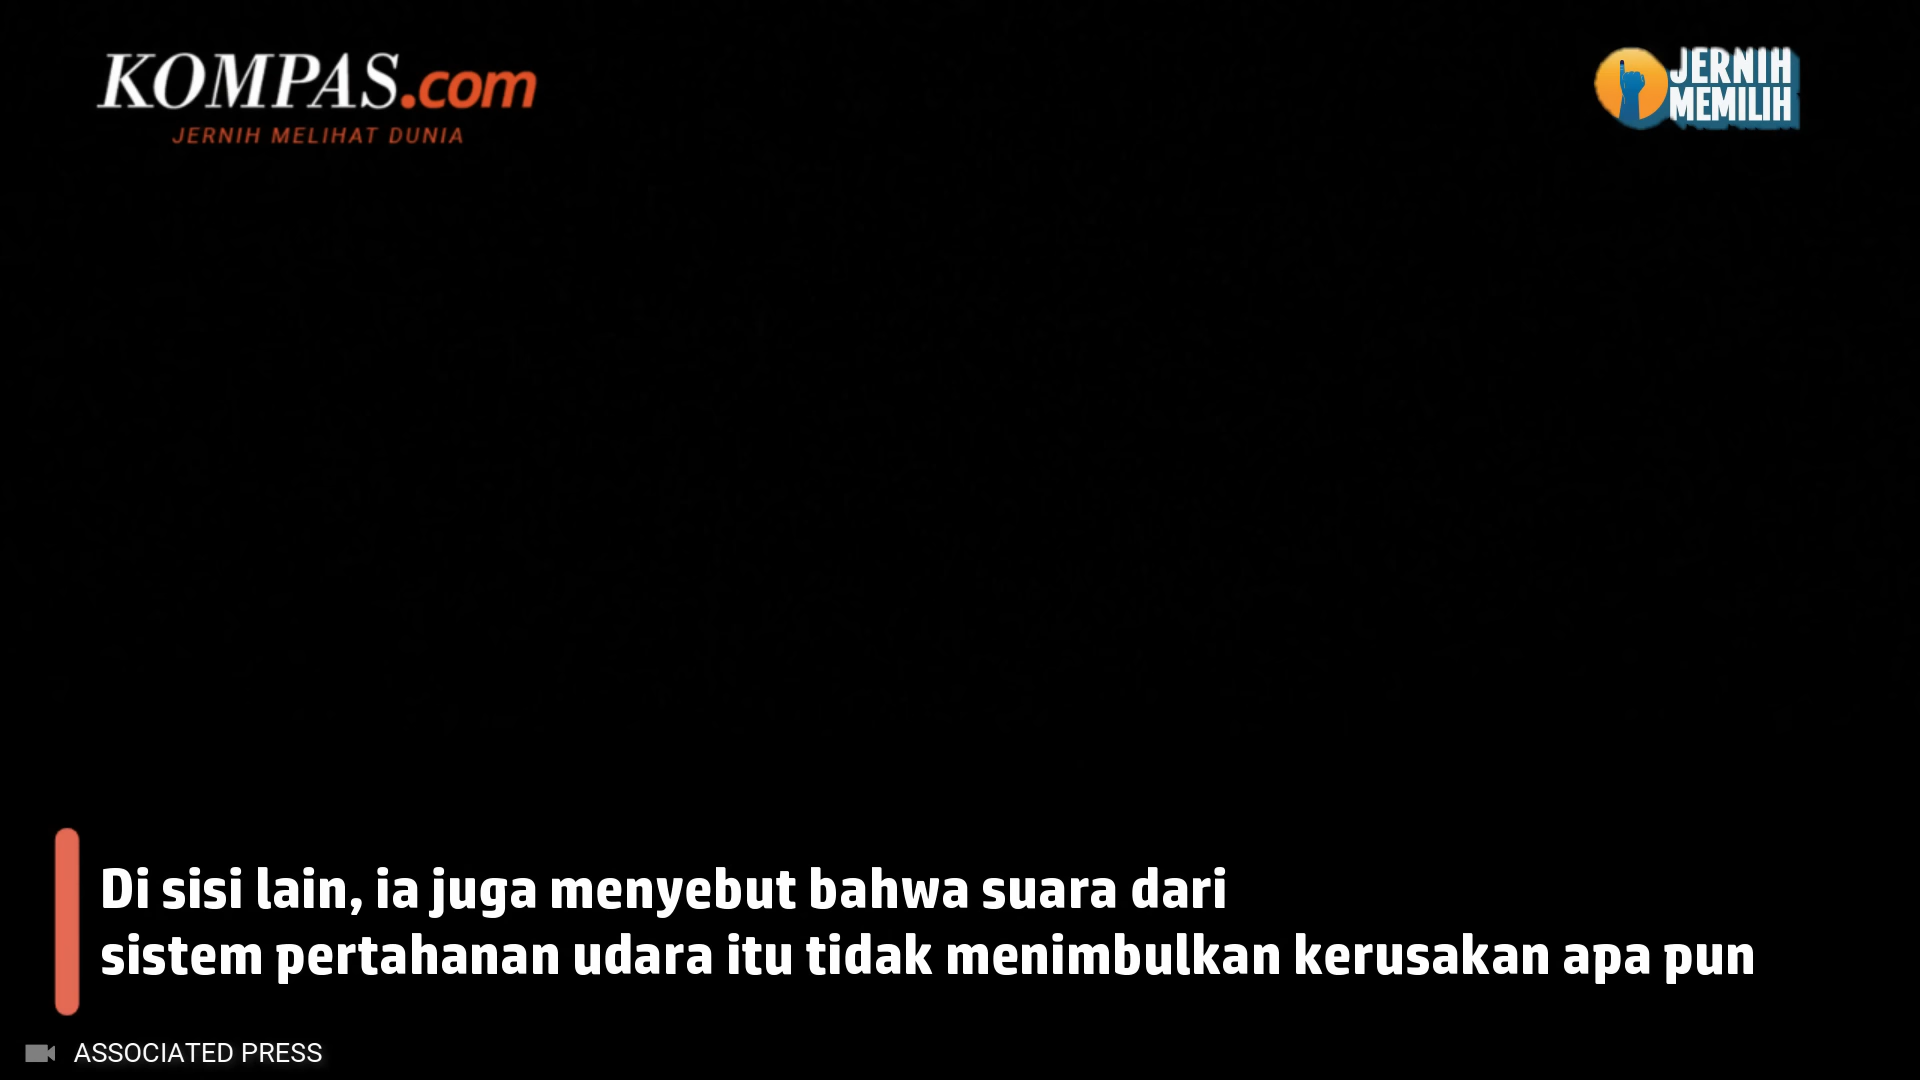 KOMPAS.com
JERNIH MELIHAT DUNIA
JERNIH
MEMILIH
Di sisi lain, ia juga menyebut bahwa suara dari
sistem pertahanan udara itu tidak menimbulkan kerusakan apa pun
ASSOCIATED PRESS